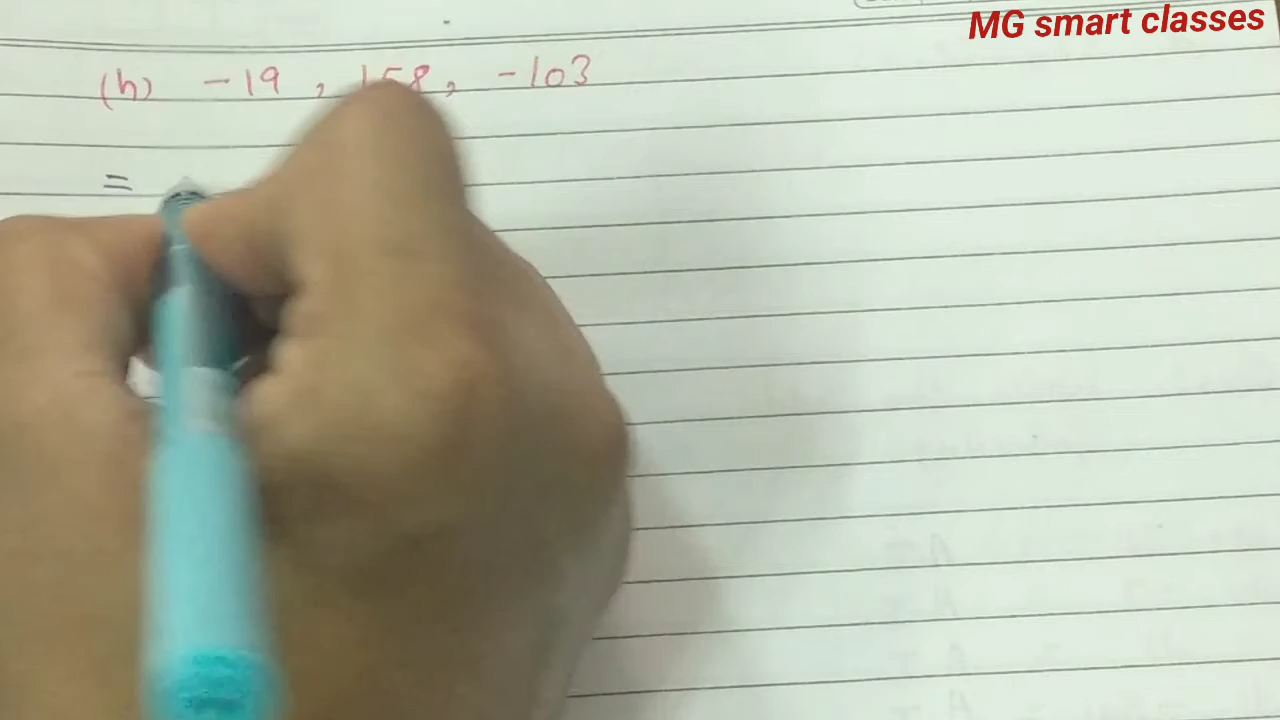 MG smart classes
(h) -19, 158, -103
=